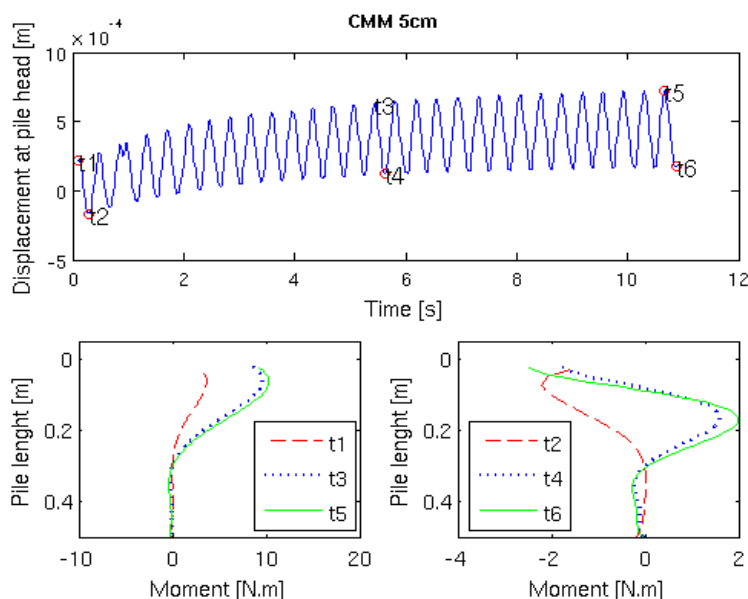 CMM 5cm
× 10⁻⁴
Displacement at pile head [m]
10
5
0
-5
t1
t2
t3
t4
t5
t6
0 2 4 6 8 10 12
Time [s]
Pile lenght [m]
0
0.2
0.4
t1
t3
t5
-10 0 10 20
Moment [N.m]
Pile lenght [m]
0
0.2
0.4
t2
t4
t6
-4 -2 0 2
Moment [N.m]